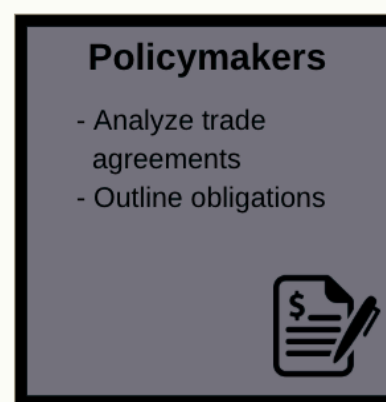 Policymakers
- Analyze trade
agreements
- Outline obligations
$